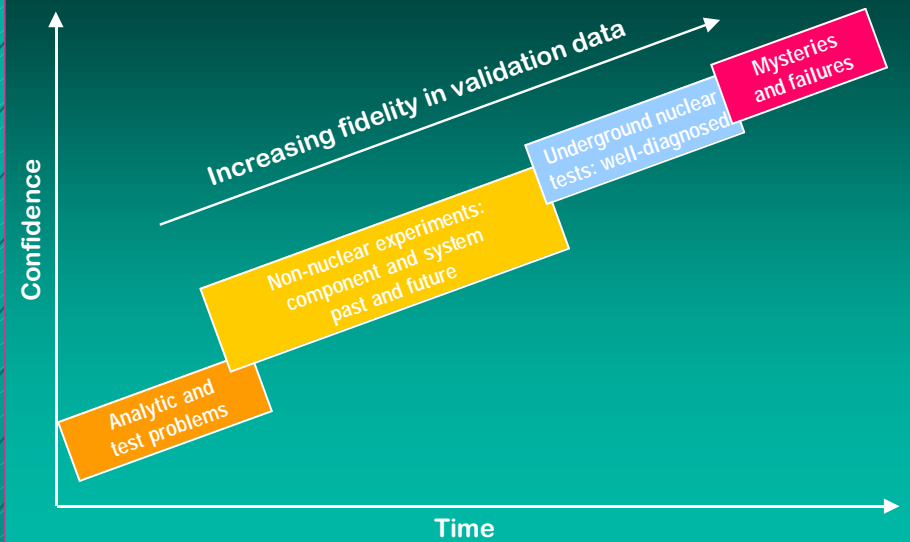 Increasing fidelity in validation data
Mysteries
and failures
Underground nuclear
tests: well-diagnosed
Non-nuclear experiments:
component and system
past and future
Analytic and
test problems
Confidence
Time